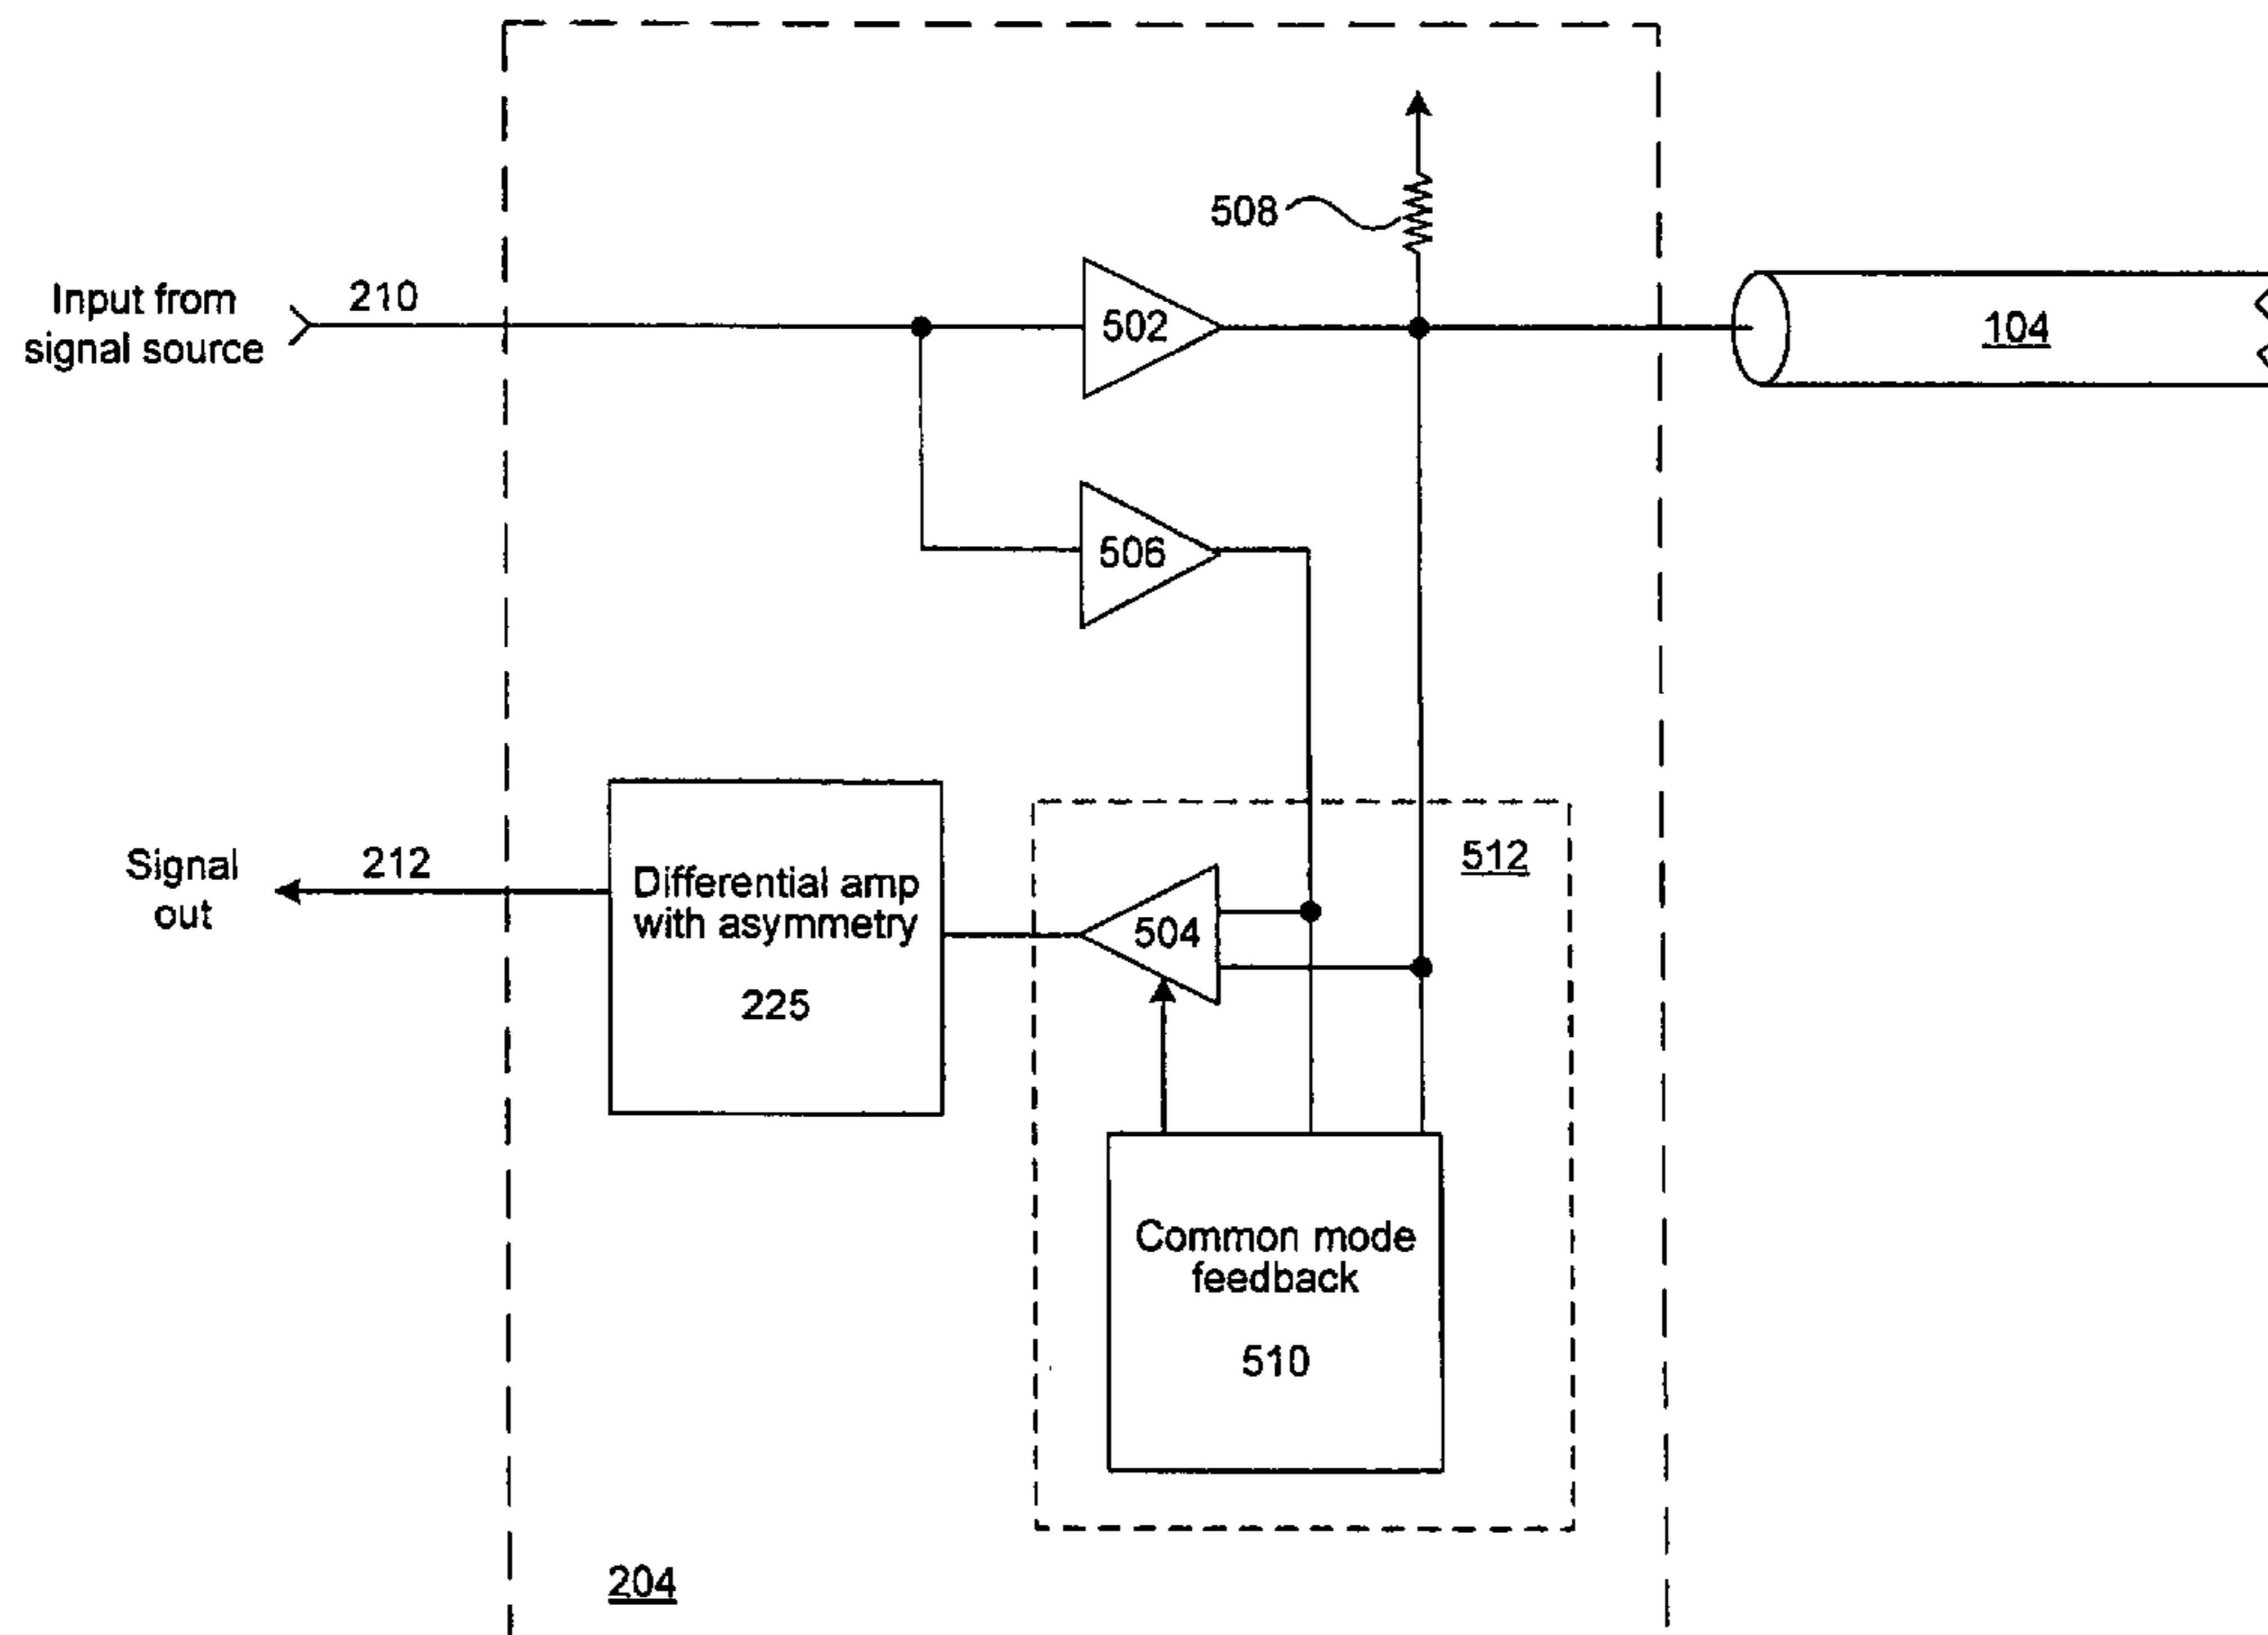 508
Input from
signal source
210
502
104
506
512
Signal
out
212
Differential amp
with asymmetry
225
504
Common mode
feedback
510
204